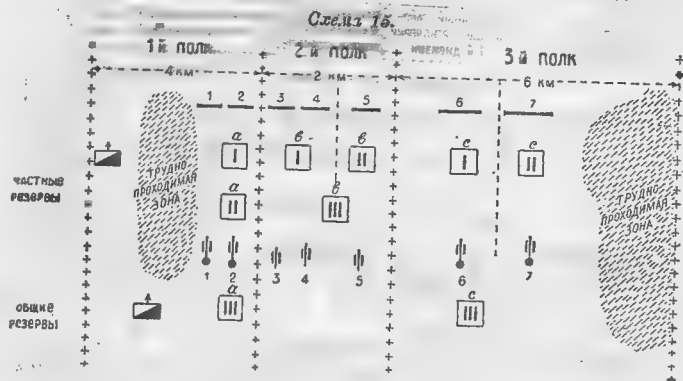 Схема 15.
1й ПОЛК 2й ПОЛК 3й ПОЛК
4 км 2 км 6 км
1 2 3 4 5 6 7
ЧАСТНЫЕ РЕЗЕРВЫ
a I в I в II c I c II
a II в III
ТРУДНО ПРОХОДИМАЯ ЗОНА
ТРУДНО ПРОХОДИМАЯ ЗОНА
1 2 3 4 5 6 7
ОБЩИЕ РЕЗЕРВЫ
a III c III